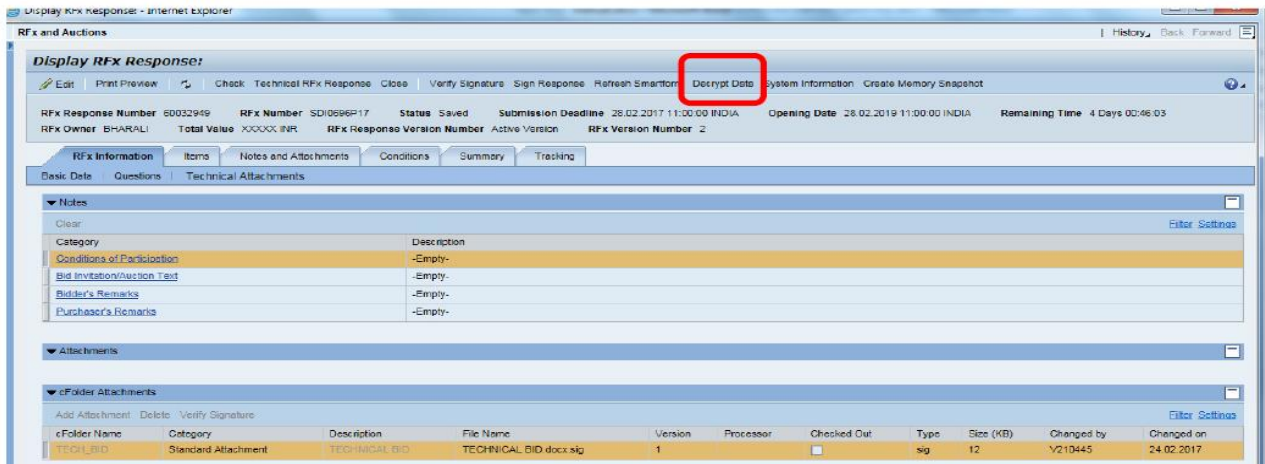 Display RFx Response: - Internet Explorer
RFx and Auctions | History Back Forward
Display RFx Response:
Edit Print Preview Check Technical RFx Response Close Verify Signature Sign Response Refresh Smartform Decrypt Data System Information Create Memory Snapshot
RFx Response Number 60032949 RFx Number SDI0696P17 Status Saved Submission Deadline 28.02.2017 11:00:00 INDIA Opening Date 28.02.2019 11:00:00 INDIA Remaining Time 4 Days 00:46:03
RFx Owner BHARALI Total Value XXXXX INR RFx Response Version Number Active Version RFx Version Number 2
RFx Information Items Notes and Attachments Conditions Summary Tracking
Basic Data Questions Technical Attachments
Notes
Clear Filter Settings
Category Description
Conditions of Participation -Empty-
Bid Invitation/Auction Text -Empty-
Bidder's Remarks -Empty-
Purchaser's Remarks -Empty-
Attachments
cFolder Attachments
Add Attachment Delete Verify Signature Filter Settings
cFolder Name Category Description File Name Version Processor Checked Out Type Size (KB) Changed by Changed on
TECH_BID Standard Attachment TECHNICAL BID TECHNICAL BID.docx.sig 1 sig 12 V210445 24.02.2017